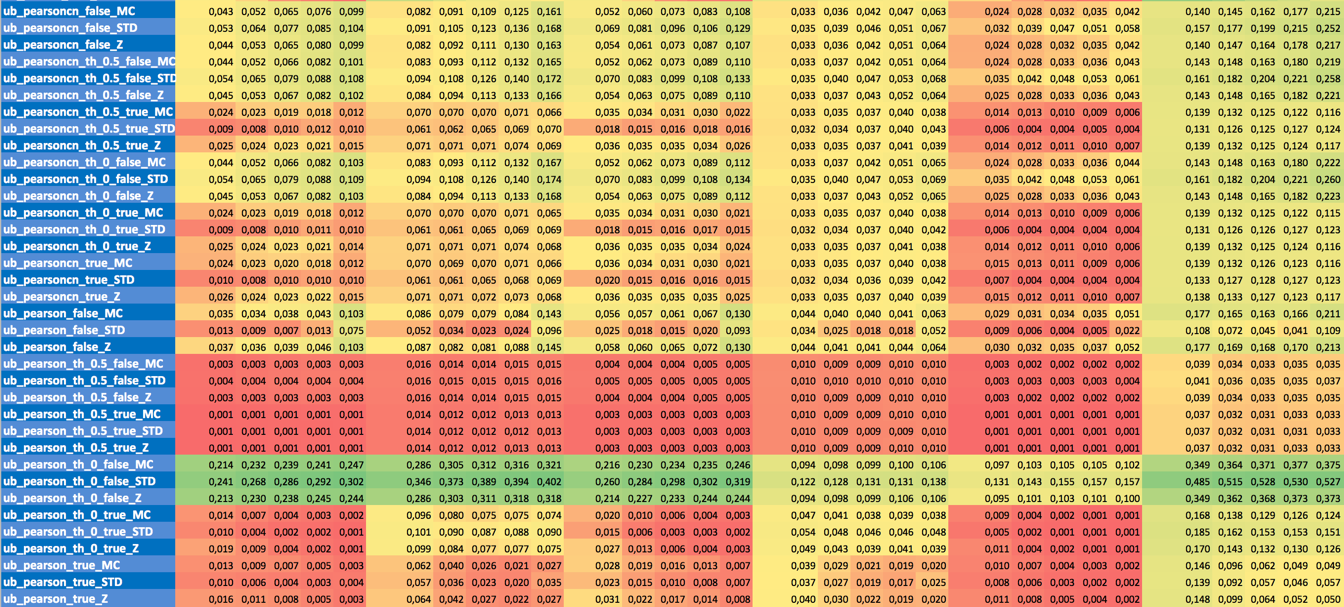 ub_pearsoncn_false_MC 0,043 0,052 0,065 0,076 0,099 0,082 0,091 0,109 0,125 0,161 0,052 0,060 0,073 0,083 0,108 0,033 0,036 0,042 0,047 0,063 0,024 0,028 0,032 0,035 0,042 0,140 0,145 0,162 0,177 0,215
ub_pearsoncn_false_STD 0,053 0,064 0,077 0,085 0,104 0,091 0,105 0,123 0,136 0,168 0,069 0,081 0,096 0,106 0,129 0,035 0,039 0,046 0,051 0,067 0,032 0,039 0,047 0,051 0,058 0,157 0,177 0,199 0,215 0,252
ub_pearsoncn_false_Z 0,044 0,053 0,065 0,080 0,099 0,082 0,092 0,111 0,130 0,163 0,054 0,061 0,073 0,087 0,107 0,033 0,036 0,042 0,051 0,064 0,024 0,028 0,032 0,035 0,042 0,140 0,147 0,164 0,178 0,217
ub_pearsoncn_th_0.5_false_MC 0,044 0,052 0,066 0,082 0,101 0,083 0,093 0,112 0,132 0,165 0,052 0,062 0,073 0,089 0,110 0,033 0,037 0,042 0,051 0,064 0,024 0,028 0,033 0,036 0,043 0,143 0,148 0,163 0,180 0,219
ub_pearsoncn_th_0.5_false_STD 0,054 0,065 0,079 0,088 0,108 0,094 0,108 0,126 0,140 0,172 0,070 0,083 0,099 0,108 0,133 0,035 0,040 0,047 0,053 0,068 0,035 0,042 0,048 0,053 0,061 0,161 0,182 0,204 0,221 0,258
ub_pearsoncn_th_0.5_false_Z 0,045 0,053 0,067 0,082 0,102 0,084 0,094 0,113 0,133 0,166 0,054 0,063 0,075 0,089 0,110 0,033 0,037 0,042 0,052 0,064 0,025 0,028 0,033 0,036 0,043 0,143 0,148 0,165 0,182 0,221
ub_pearsoncn_th_0.5_true_MC 0,024 0,023 0,019 0,018 0,012 0,070 0,070 0,070 0,071 0,066 0,035 0,034 0,031 0,030 0,022 0,033 0,035 0,037 0,040 0,038 0,014 0,013 0,010 0,009 0,006 0,139 0,132 0,125 0,122 0,115
ub_pearsoncn_th_0.5_true_STD 0,009 0,008 0,010 0,012 0,010 0,061 0,062 0,065 0,069 0,070 0,018 0,015 0,016 0,018 0,016 0,032 0,034 0,037 0,040 0,043 0,006 0,004 0,004 0,005 0,004 0,131 0,126 0,125 0,127 0,126
ub_pearsoncn_th_0.5_true_Z 0,025 0,024 0,023 0,021 0,015 0,071 0,071 0,071 0,074 0,069 0,036 0,035 0,035 0,034 0,026 0,033 0,035 0,037 0,041 0,039 0,014 0,012 0,011 0,010 0,007 0,139 0,132 0,125 0,124 0,117
ub_pearsoncn_th_0_false_MC 0,044 0,052 0,066 0,082 0,103 0,083 0,093 0,112 0,132 0,167 0,052 0,062 0,073 0,089 0,112 0,033 0,037 0,042 0,051 0,065 0,024 0,028 0,033 0,036 0,044 0,143 0,148 0,163 0,180 0,222
ub_pearsoncn_th_0_false_STD 0,054 0,065 0,079 0,088 0,109 0,094 0,108 0,126 0,140 0,174 0,070 0,083 0,099 0,108 0,134 0,035 0,040 0,047 0,053 0,069 0,035 0,042 0,048 0,053 0,061 0,161 0,182 0,204 0,221 0,260
ub_pearsoncn_th_0_false_Z 0,045 0,053 0,067 0,082 0,103 0,084 0,094 0,113 0,133 0,168 0,054 0,063 0,075 0,089 0,112 0,033 0,037 0,042 0,052 0,065 0,025 0,028 0,033 0,036 0,043 0,143 0,148 0,165 0,182 0,223
ub_pearsoncn_th_0_true_MC 0,024 0,023 0,019 0,018 0,012 0,070 0,070 0,070 0,071 0,065 0,035 0,034 0,031 0,030 0,021 0,033 0,035 0,037 0,040 0,038 0,014 0,013 0,010 0,009 0,006 0,139 0,132 0,125 0,122 0,115
ub_pearsoncn_th_0_true_STD 0,009 0,008 0,010 0,011 0,010 0,061 0,061 0,065 0,069 0,069 0,018 0,015 0,016 0,017 0,015 0,032 0,034 0,037 0,040 0,042 0,006 0,004 0,004 0,004 0,004 0,131 0,126 0,126 0,127 0,123
ub_pearsoncn_th_0_true_Z 0,025 0,024 0,023 0,021 0,014 0,071 0,071 0,071 0,074 0,068 0,036 0,035 0,035 0,034 0,024 0,033 0,035 0,037 0,041 0,038 0,014 0,012 0,011 0,010 0,006 0,139 0,132 0,125 0,124 0,116
ub_pearsoncn_true_MC 0,024 0,023 0,020 0,018 0,012 0,070 0,069 0,070 0,071 0,066 0,036 0,034 0,031 0,030 0,021 0,033 0,035 0,037 0,040 0,038 0,015 0,013 0,011 0,009 0,006 0,139 0,132 0,126 0,123 0,115
ub_pearsoncn_true_STD 0,010 0,008 0,010 0,010 0,010 0,061 0,061 0,065 0,068 0,069 0,020 0,015 0,016 0,016 0,015 0,032 0,034 0,036 0,039 0,042 0,007 0,004 0,004 0,004 0,004 0,133 0,127 0,128 0,127 0,123
ub_pearsoncn_true_Z 0,026 0,024 0,023 0,022 0,015 0,071 0,071 0,072 0,073 0,068 0,036 0,035 0,035 0,035 0,025 0,033 0,035 0,037 0,040 0,039 0,015 0,012 0,011 0,010 0,007 0,138 0,133 0,127 0,123 0,117
ub_pearson_false_MC 0,035 0,034 0,038 0,043 0,103 0,086 0,079 0,079 0,084 0,143 0,056 0,057 0,061 0,067 0,130 0,044 0,040 0,040 0,041 0,063 0,029 0,031 0,034 0,035 0,051 0,177 0,165 0,163 0,166 0,211
ub_pearson_false_STD 0,013 0,009 0,007 0,013 0,075 0,052 0,034 0,023 0,024 0,096 0,025 0,018 0,015 0,020 0,093 0,034 0,025 0,018 0,018 0,052 0,009 0,006 0,004 0,005 0,022 0,108 0,072 0,045 0,041 0,109
ub_pearson_false_Z 0,037 0,036 0,039 0,046 0,103 0,087 0,082 0,081 0,088 0,145 0,058 0,060 0,065 0,072 0,130 0,044 0,041 0,041 0,044 0,064 0,030 0,032 0,035 0,037 0,052 0,177 0,169 0,168 0,170 0,213
ub_pearson_th_0.5_false_MC 0,003 0,003 0,003 0,003 0,003 0,016 0,014 0,014 0,015 0,015 0,004 0,004 0,004 0,005 0,005 0,010 0,009 0,009 0,010 0,010 0,003 0,003 0,002 0,002 0,002 0,039 0,034 0,033 0,035 0,035
ub_pearson_th_0.5_false_STD 0,004 0,004 0,004 0,004 0,004 0,016 0,015 0,015 0,015 0,016 0,005 0,005 0,005 0,005 0,005 0,010 0,010 0,010 0,010 0,010 0,003 0,003 0,003 0,002 0,002 0,041 0,036 0,035 0,035 0,037
ub_pearson_th_0.5_false_Z 0,003 0,003 0,003 0,003 0,003 0,016 0,014 0,014 0,015 0,015 0,004 0,004 0,004 0,005 0,005 0,010 0,009 0,009 0,010 0,010 0,003 0,002 0,002 0,002 0,002 0,039 0,034 0,033 0,035 0,035
ub_pearson_th_0.5_true_MC 0,001 0,001 0,001 0,001 0,001 0,014 0,012 0,012 0,013 0,013 0,003 0,003 0,003 0,003 0,003 0,010 0,009 0,009 0,009 0,010 0,001 0,001 0,001 0,001 0,001 0,037 0,032 0,031 0,033 0,032
ub_pearson_th_0.5_true_STD 0,001 0,001 0,001 0,001 0,001 0,014 0,012 0,012 0,012 0,013 0,003 0,003 0,003 0,003 0,003 0,010 0,009 0,009 0,009 0,010 0,001 0,001 0,001 0,001 0,001 0,037 0,032 0,031 0,031 0,033
ub_pearson_th_0.5_true_Z 0,001 0,001 0,001 0,001 0,001 0,014 0,012 0,012 0,013 0,013 0,003 0,003 0,003 0,003 0,003 0,010 0,009 0,009 0,009 0,010 0,001 0,001 0,001 0,001 0,001 0,037 0,032 0,031 0,033 0,032
ub_pearson_th_0_false_MC 0,214 0,232 0,239 0,241 0,247 0,286 0,305 0,312 0,316 0,321 0,216 0,230 0,234 0,235 0,246 0,094 0,098 0,099 0,100 0,106 0,097 0,103 0,105 0,105 0,102 0,349 0,364 0,371 0,377 0,375
ub_pearson_th_0_false_STD 0,241 0,268 0,286 0,292 0,302 0,346 0,373 0,389 0,394 0,402 0,260 0,284 0,298 0,302 0,319 0,122 0,128 0,131 0,131 0,138 0,131 0,143 0,155 0,157 0,157 0,485 0,515 0,528 0,530 0,527
ub_pearson_th_0_false_Z 0,213 0,230 0,238 0,245 0,244 0,286 0,303 0,311 0,318 0,318 0,214 0,227 0,233 0,244 0,244 0,094 0,098 0,099 0,106 0,106 0,095 0,101 0,103 0,101 0,100 0,349 0,362 0,368 0,373 0,373
ub_pearson_th_0_true_MC 0,014 0,007 0,004 0,003 0,002 0,096 0,080 0,075 0,075 0,074 0,020 0,010 0,006 0,004 0,003 0,047 0,041 0,038 0,039 0,038 0,009 0,004 0,002 0,001 0,001 0,168 0,138 0,129 0,126 0,124
ub_pearson_th_0_true_STD 0,010 0,004 0,002 0,002 0,001 0,101 0,090 0,087 0,088 0,090 0,015 0,006 0,003 0,003 0,002 0,054 0,048 0,046 0,046 0,048 0,005 0,002 0,001 0,001 0,001 0,185 0,162 0,153 0,153 0,151
ub_pearson_th_0_true_Z 0,019 0,009 0,004 0,002 0,001 0,099 0,084 0,077 0,077 0,075 0,027 0,013 0,006 0,004 0,003 0,049 0,043 0,039 0,041 0,039 0,011 0,004 0,002 0,001 0,001 0,170 0,143 0,132 0,130 0,126
ub_pearson_true_MC 0,013 0,009 0,007 0,005 0,003 0,062 0,040 0,026 0,021 0,027 0,028 0,019 0,016 0,013 0,007 0,039 0,029 0,021 0,019 0,020 0,010 0,007 0,004 0,003 0,002 0,146 0,096 0,062 0,049 0,049
ub_pearson_true_STD 0,010 0,006 0,004 0,003 0,002 0,057 0,036 0,023 0,020 0,035 0,023 0,015 0,010 0,008 0,007 0,037 0,027 0,019 0,017 0,025 0,008 0,006 0,003 0,002 0,002 0,139 0,092 0,057 0,046 0,057
ub_pearson_true_Z 0,016 0,011 0,008 0,005 0,003 0,064 0,042 0,027 0,022 0,027 0,031 0,022 0,017 0,014 0,008 0,040 0,030 0,022 0,019 0,020 0,011 0,008 0,005 0,004 0,002 0,148 0,099 0,064 0,052 0,050